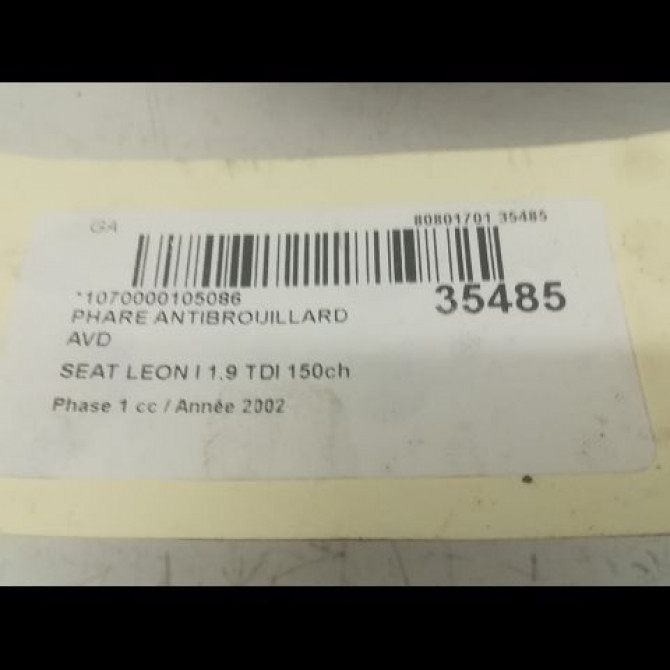 GA 80801701 35485
*1070000105086 35485
PHARE ANTIBROUILLARD
AVD
SEAT LEON I 1.9 TDI 150ch
Phase 1 cc / Année 2002